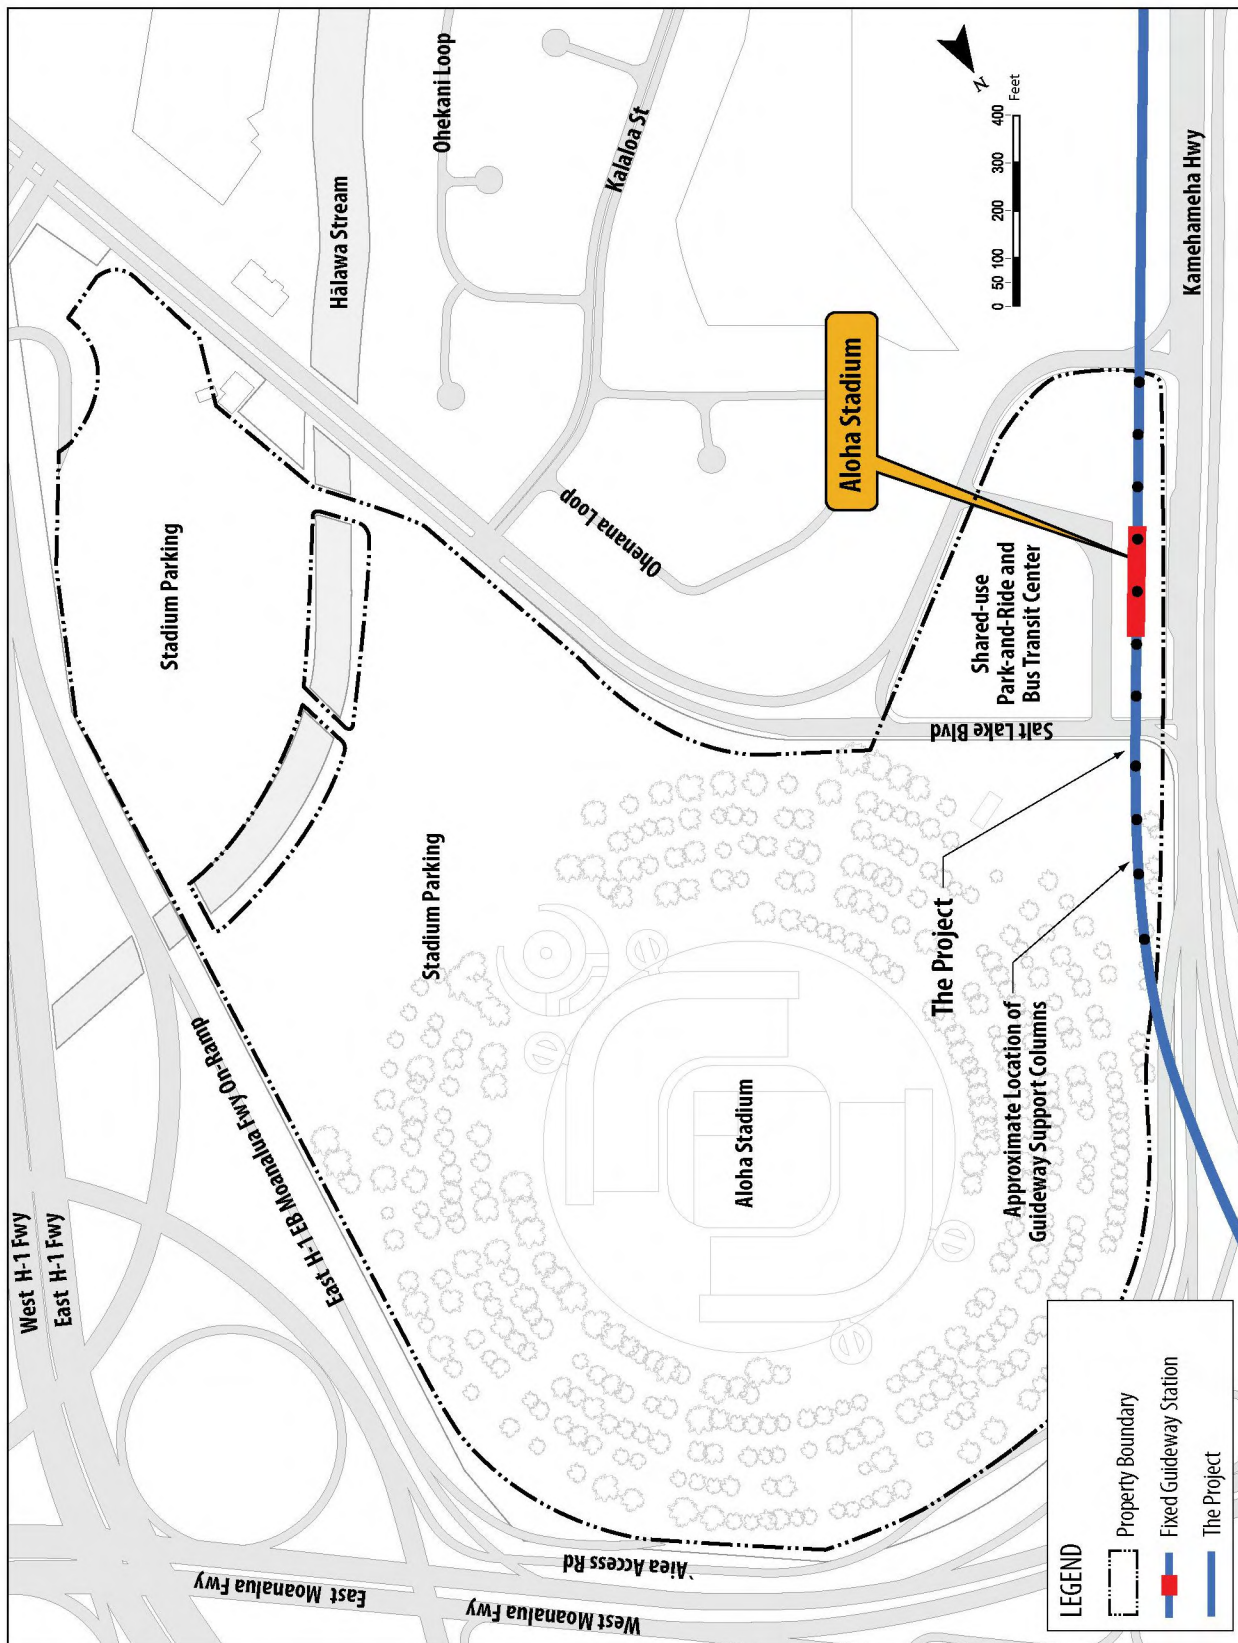 West H-1 Fwy
East H-1 Fwy
East H-1 EB Moanalua Fwy On-Ramp
East Moanalua Fwy
West Moanalua Fwy
'Aiea Access Rd
Stadium Parking
Stadium Parking
Hālawa Stream
Ohekani Loop
Kalaloa St
Ohenana Loop
Aloha Stadium
Aloha Stadium
Shared-use
Park-and-Ride and
Bus Transit Center
Salt Lake Blvd
The Project
Approximate Location of
Guideway Support Columns
Kamehameha Hwy
N
0 50 100 200 300 400
Feet
LEGEND
Property Boundary
Fixed Guideway Station
The Project